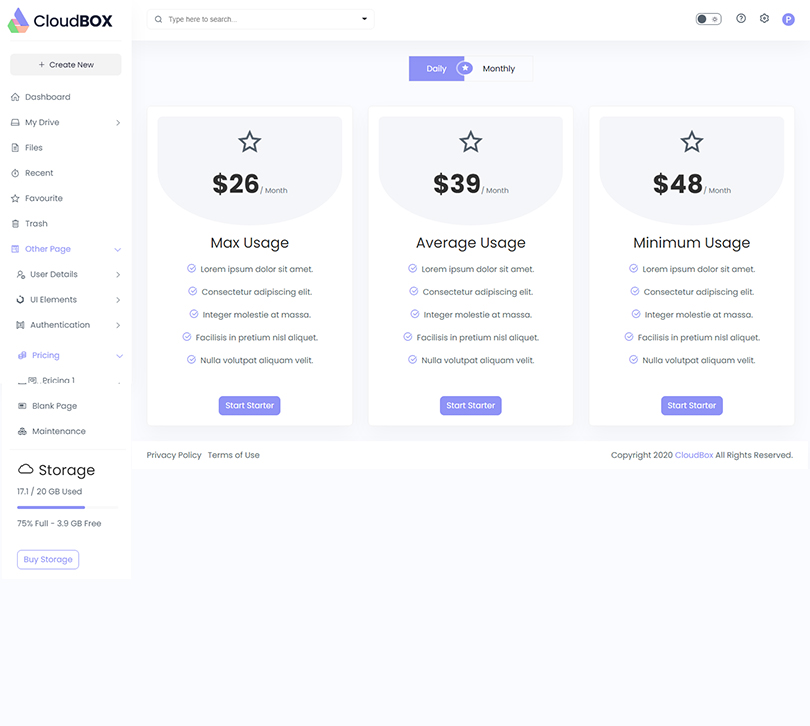 CloudBOX
Type here to search...
P
+ Create New
Dashboard
My Drive
Files
Recent
Favourite
Trash
Other Page
User Details
UI Elements
Authentication
Pricing
Pricing 1
Blank Page
Maintenance
Storage
17.1 / 20 GB Used
75% Full - 3.9 GB Free
Buy Storage
Daily
Monthly
$26/ Month
Max Usage
Lorem ipsum dolor sit amet.
Consectetur adipiscing elit.
Integer molestie at massa.
Facilisis in pretium nisl aliquet.
Nulla volutpat aliquam velit.
Start Starter
$39/ Month
Average Usage
Lorem ipsum dolor sit amet.
Consectetur adipiscing elit.
Integer molestie at massa.
Facilisis in pretium nisl aliquet.
Nulla volutpat aliquam velit.
Start Starter
$48/ Month
Minimum Usage
Lorem ipsum dolor sit amet.
Consectetur adipiscing elit.
Integer molestie at massa.
Facilisis in pretium nisl aliquet.
Nulla volutpat aliquam velit.
Start Starter
Privacy Policy Terms of Use
Copyright 2020 CloudBox All Rights Reserved.